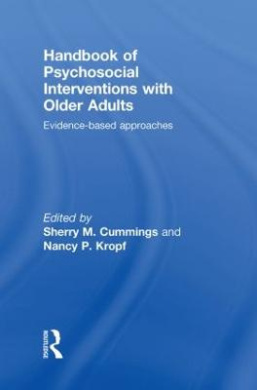 Handbook of
Psychosocial
Interventions with
Older Adults
Evidence-based approaches
Edited by
Sherry M. Cummings and
Nancy P. Kropf
ROUTLEDGE